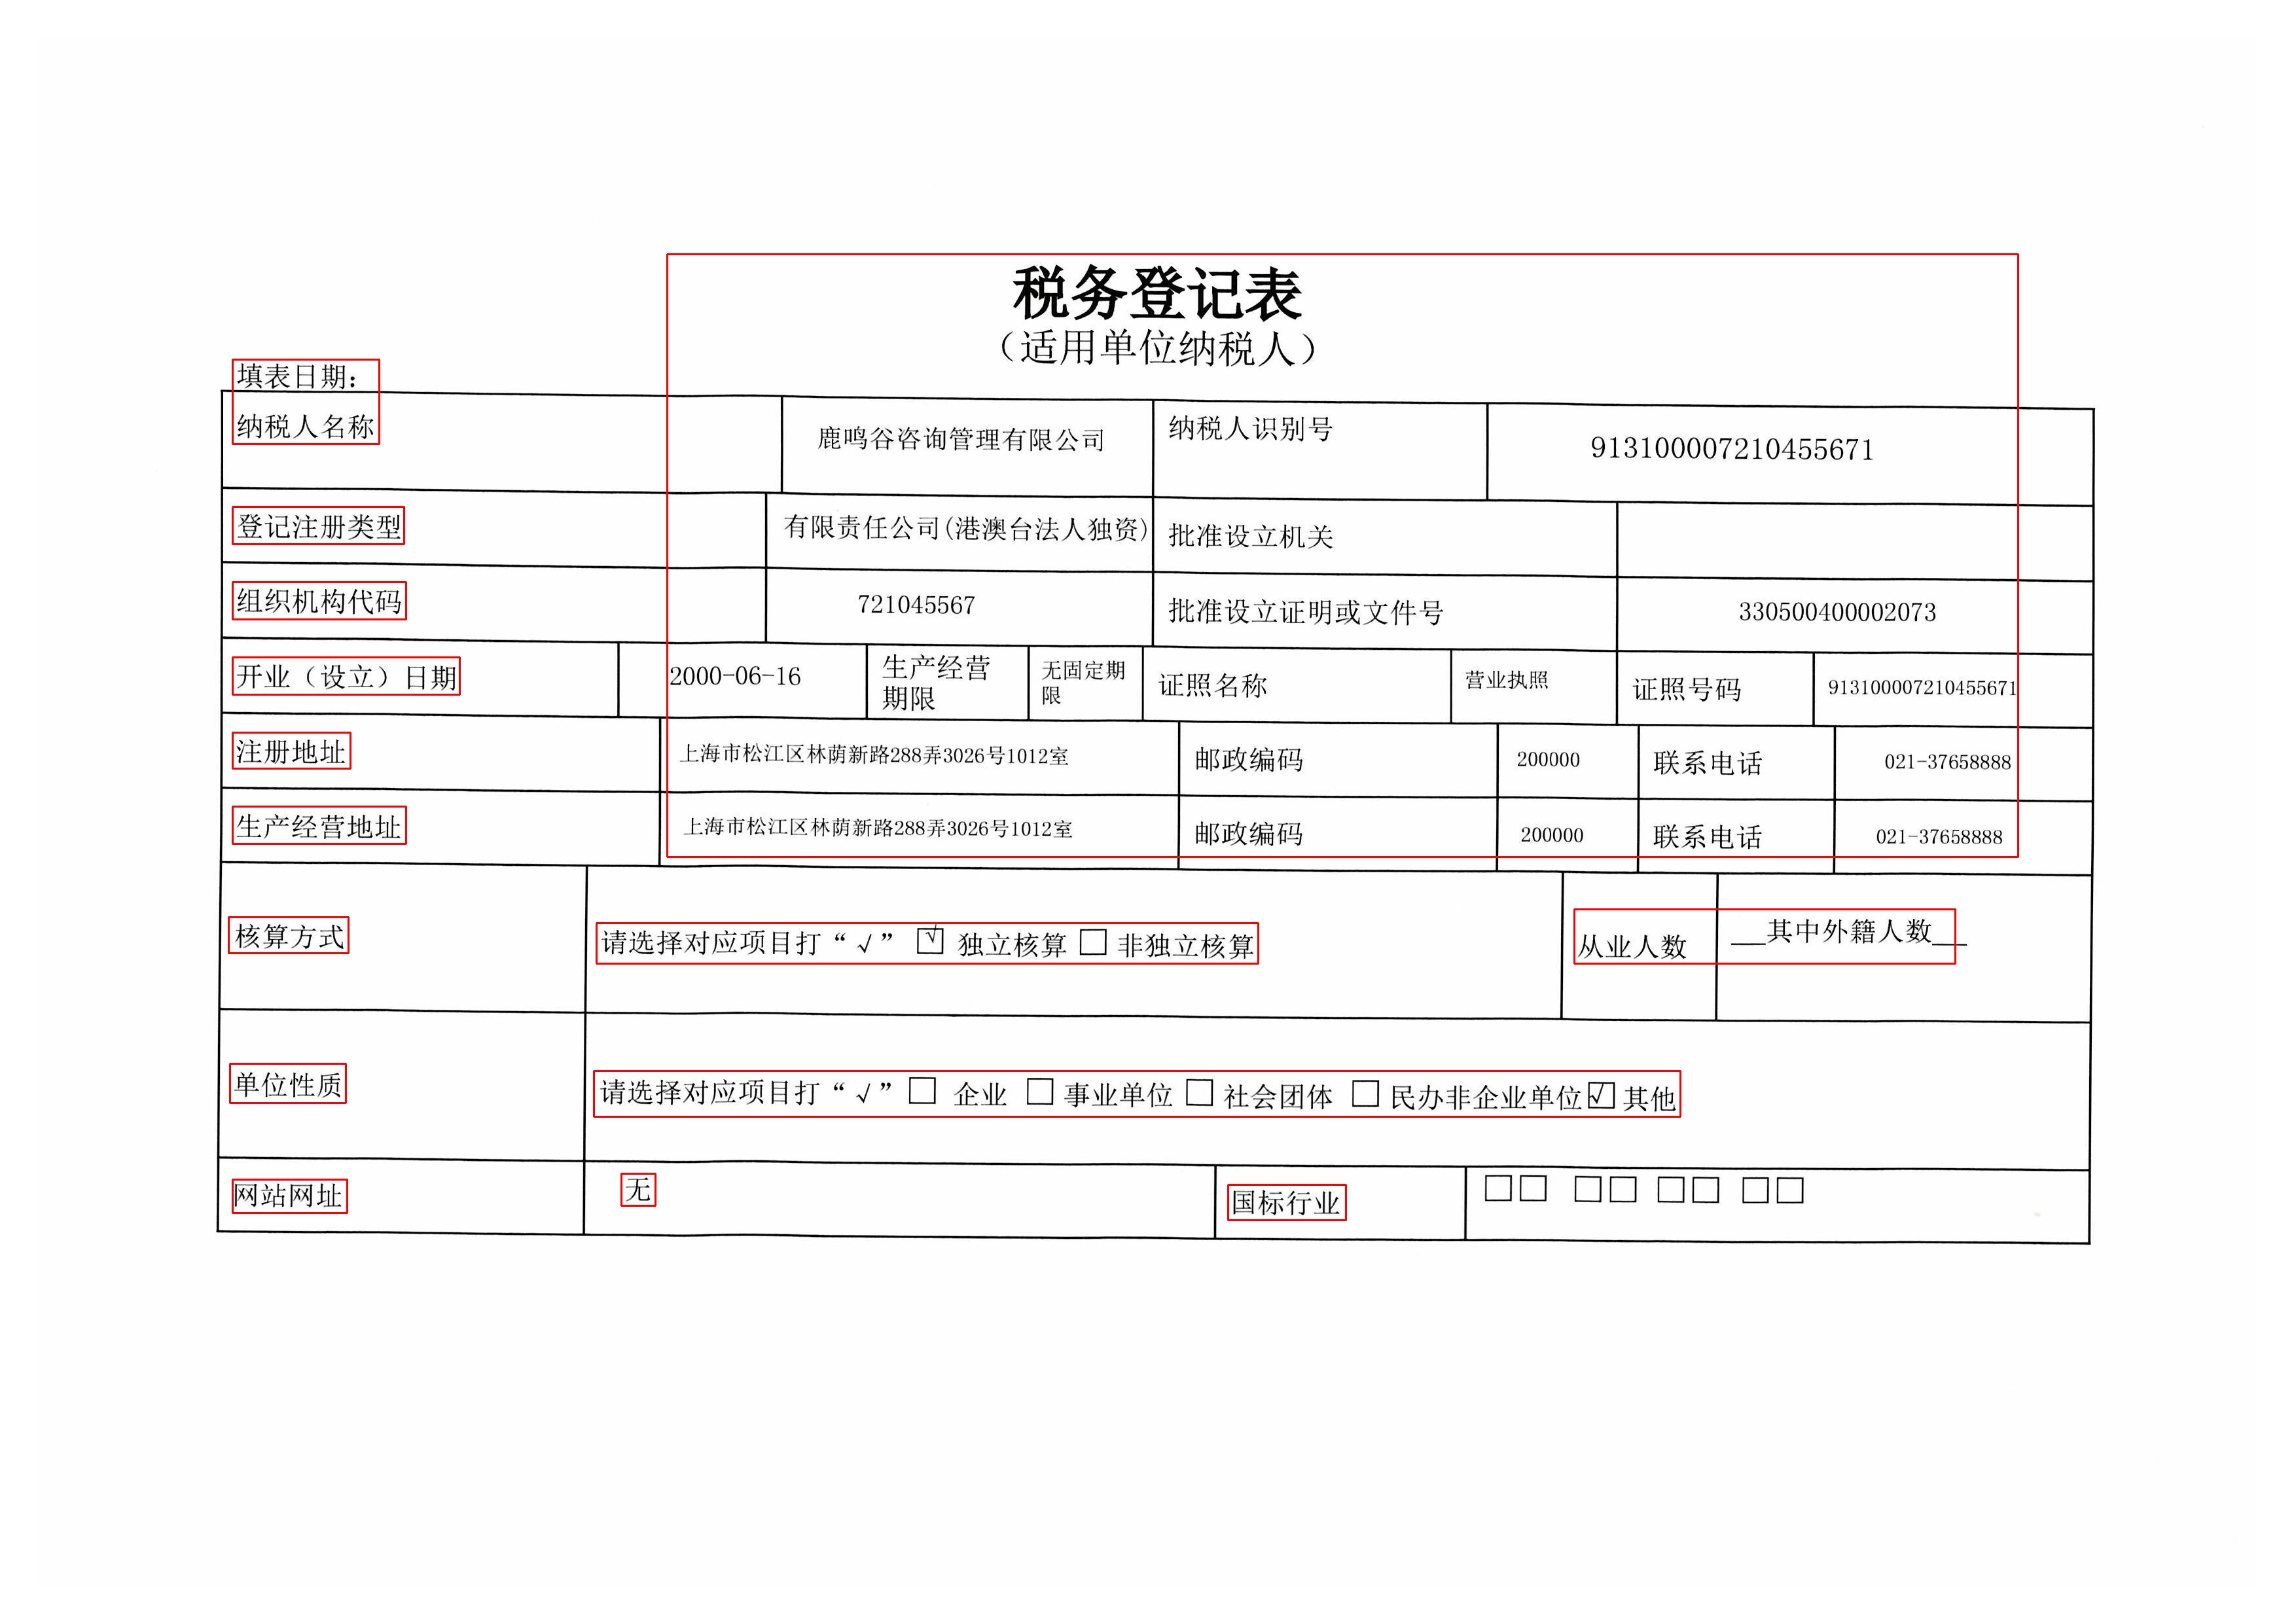 税务登记表
（适用单位纳税人）
填表日期：
纳税人名称 鹿鸣谷咨询管理有限公司 纳税人识别号 913100007210455671
登记注册类型 有限责任公司(港澳台法人独资) 批准设立机关
组织机构代码 721045567 批准设立证明或文件号 330500400002073
开业（设立）日期 2000-06-16 生产经营期限 无固定期限 证照名称 营业执照 证照号码 913100007210455671
注册地址 上海市松江区林荫新路288弄3026号1012室 邮政编码 200000 联系电话 021-37658888
生产经营地址 上海市松江区林荫新路288弄3026号1012室 邮政编码 200000 联系电话 021-37658888
核算方式 请选择对应项目打“√” ☑ 独立核算 □ 非独立核算 从业人数 __其中外籍人数__
单位性质 请选择对应项目打“√” □ 企业 □ 事业单位 □ 社会团体 □ 民办非企业单位 ☑ 其他
网站网址 无 国标行业 □□ □□ □□ □□